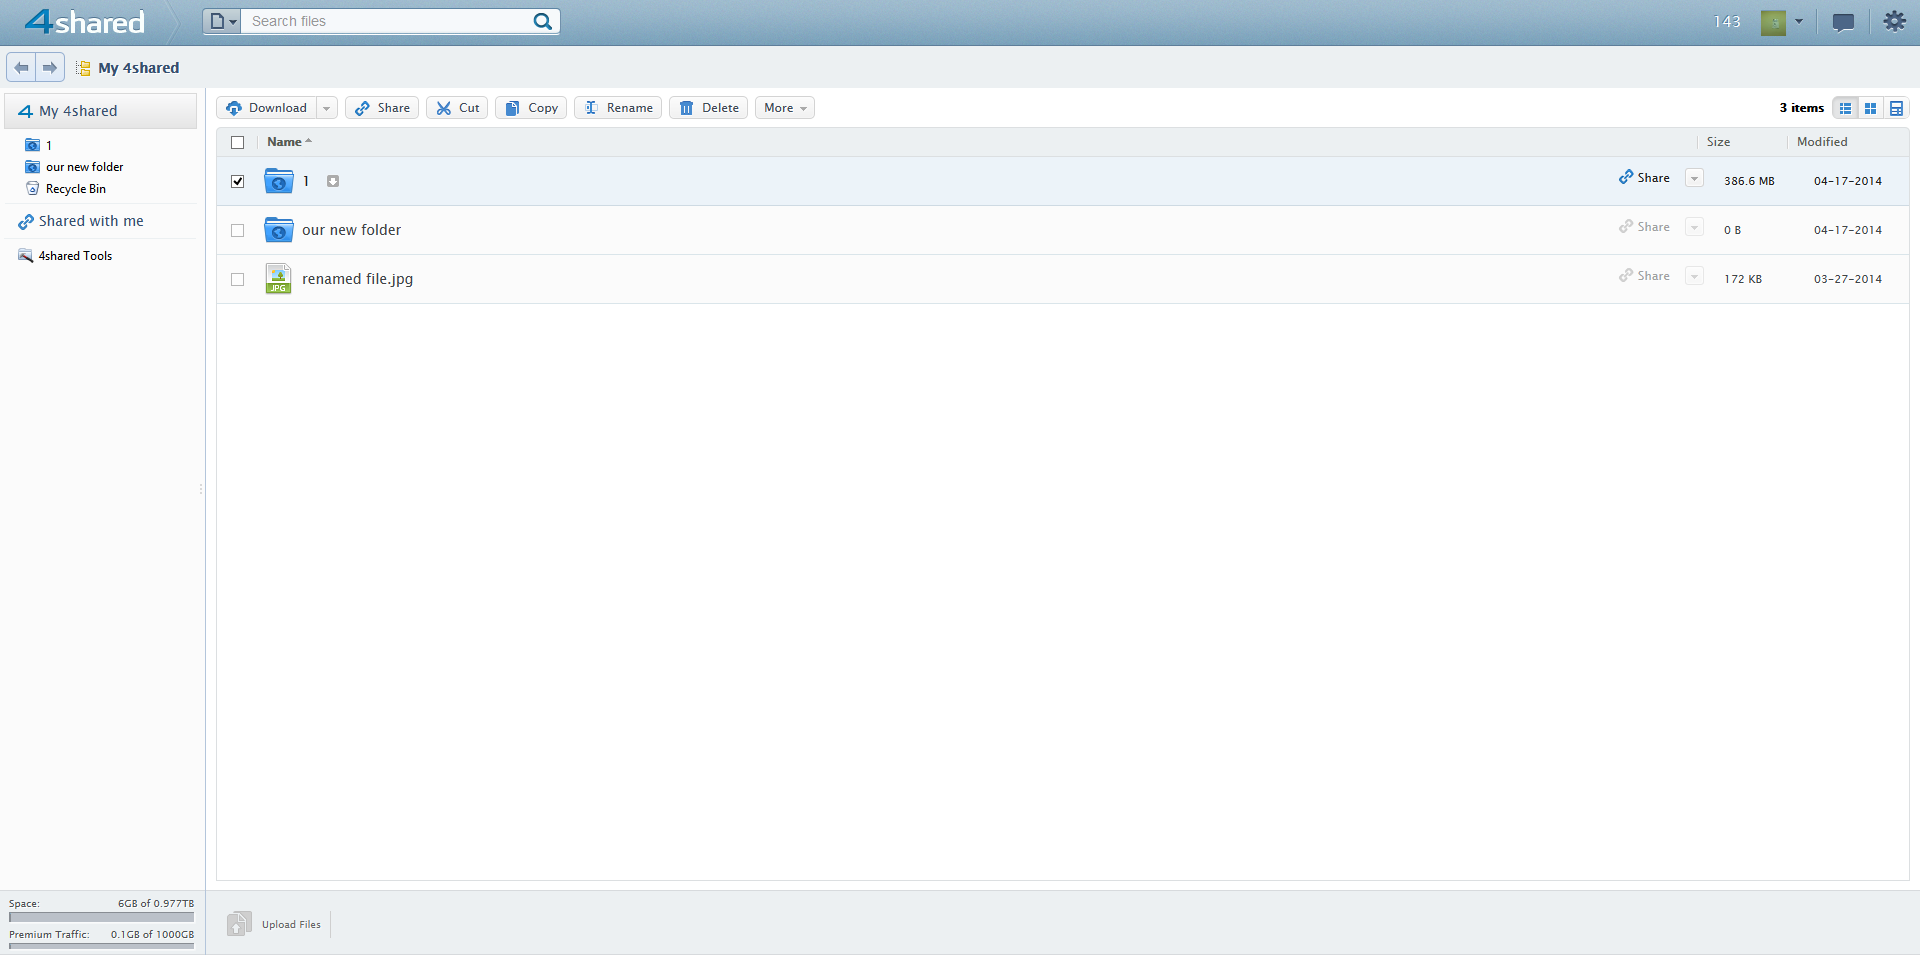 4shared
Search files
143
My 4shared
My 4shared
1
our new folder
Recycle Bin
Shared with me
4shared Tools
Download Share Cut Copy Rename Delete More
3 items
Name Size Modified
1 Share 386.6 MB 04-17-2014
our new folder Share 0 B 04-17-2014
JPG renamed file.jpg Share 172 KB 03-27-2014
Space: 6GB of 0.977TB
Premium Traffic: 0.1GB of 1000GB
Upload Files